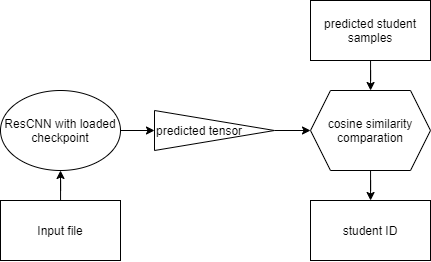 predicted student
samples
ResCNN with loaded
checkpoint
predicted tensor
cosine similarity
comparation
Input file
student ID